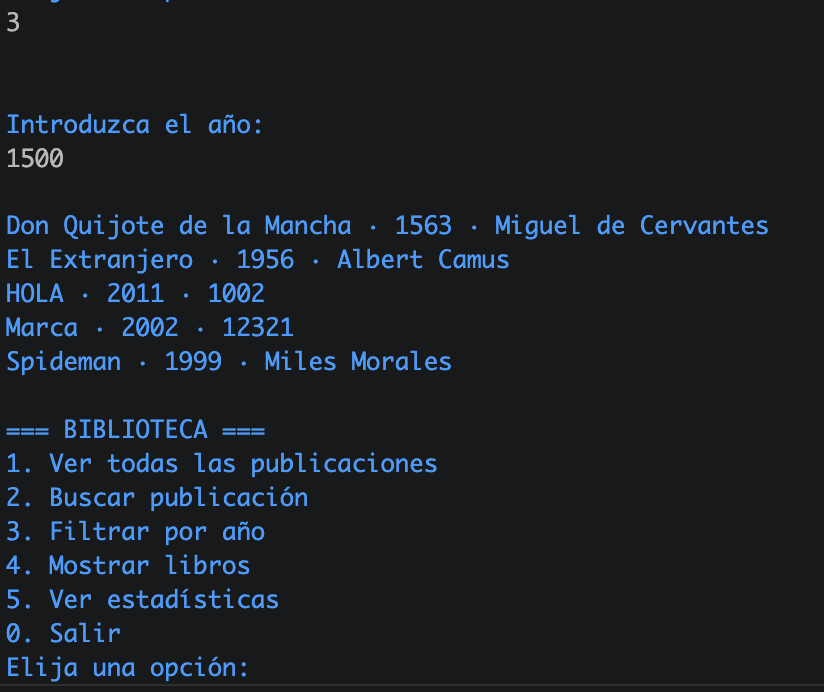 3
Introduzca el año:
1500
Don Quijote de la Mancha · 1563 · Miguel de Cervantes
El Extranjero · 1956 · Albert Camus
HOLA · 2011 · 1002
Marca · 2002 · 12321
Spideman · 1999 · Miles Morales
=== BIBLIOTECA ===
1. Ver todas las publicaciones
2. Buscar publicación
3. Filtrar por año
4. Mostrar libros
5. Ver estadísticas
0. Salir
Elija una opción: